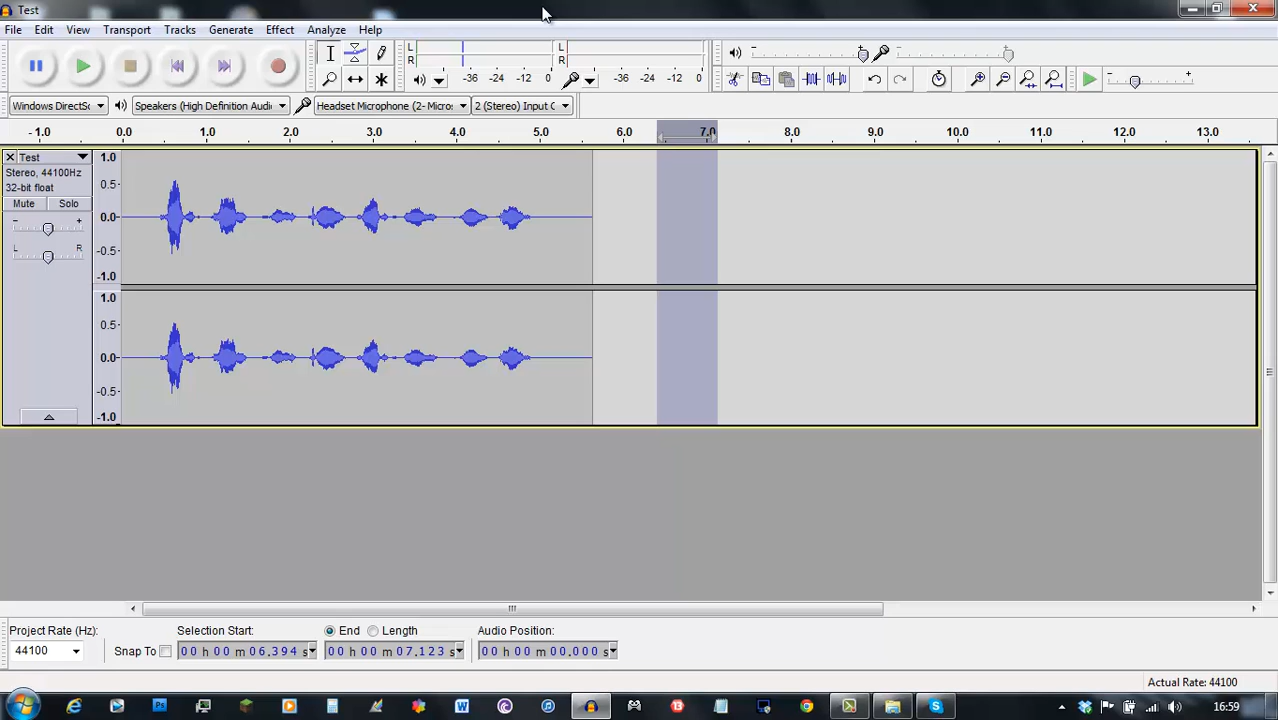 Test
File Edit View Transport Tracks Generate Effect Analyze Help
L
R
-36 -24 -12 0
L
R
-36 -24 -12 0
- +
- +
- +
Windows DirectSo Speakers (High Definition Audio Headset Microphone (2- Micro 2 (Stereo) Input C
- 1.0 0.0 1.0 2.0 3.0 4.0 5.0 6.0 7.0 8.0 9.0 10.0 11.0 12.0 13.0
Test
Stereo, 44100Hz
32-bit float
Mute Solo
- +
L R
1.0
0.5-
0.0-
-0.5-
-1.0
1.0
0.5-
0.0-
-0.5-
-1.0
Project Rate (Hz): Selection Start: End Length Audio Position:
44100 Snap To 00 h 00 m 06.394 s 00 h 00 m 07.123 s 00 h 00 m 00.000 s
Actual Rate: 44100
16:59